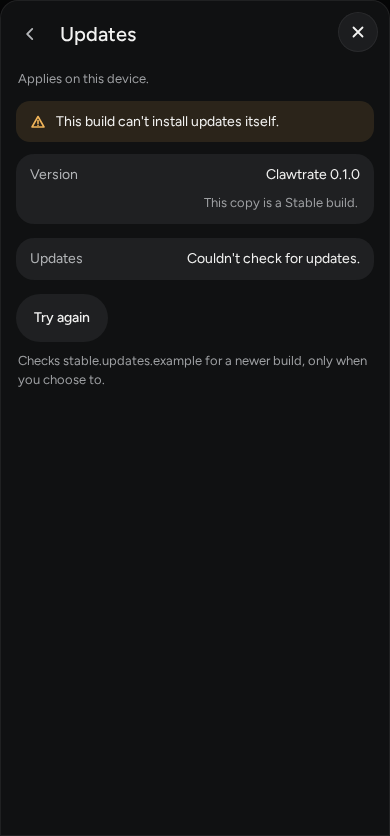 Updates
Applies on this device.
This build can't install updates itself.
Version
Clawtrate 0.1.0
This copy is a Stable build.
Updates
Couldn't check for updates.
Try again
Checks stable.updates.example for a newer build, only when
you choose to.